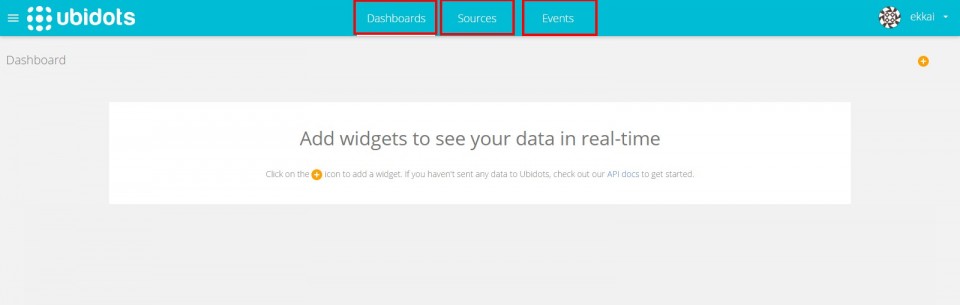 ubidots
Dashboards Sources Events
ekkai
Dashboard
Add widgets to see your data in real-time
Click on the icon to add a widget. If you haven't sent any data to Ubidots, check out our API docs to get started.